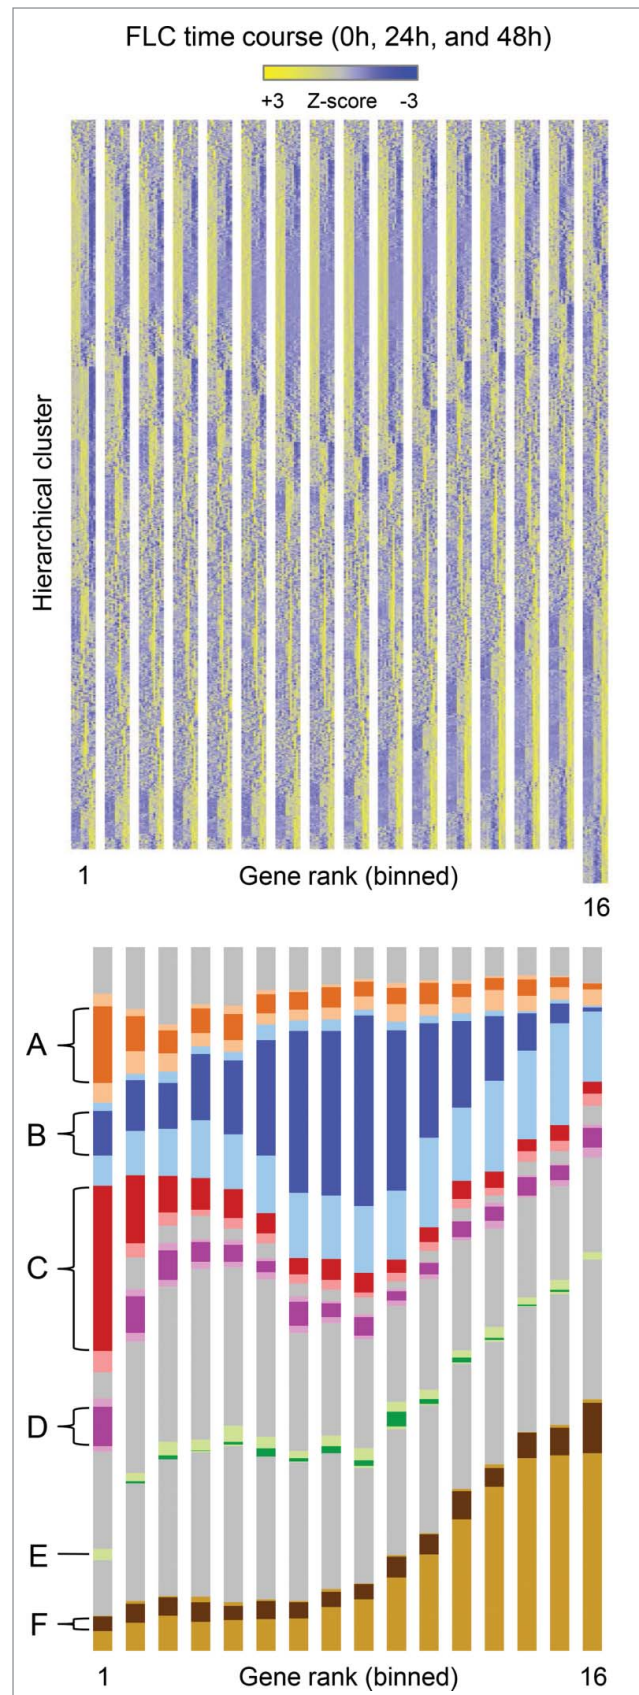 FLC time course (0h, 24h, and 48h)
+3 Z-score -3
Hierarchical cluster
1 Gene rank (binned)
16
A
B
C
D
E
F
1 Gene rank (binned) 16